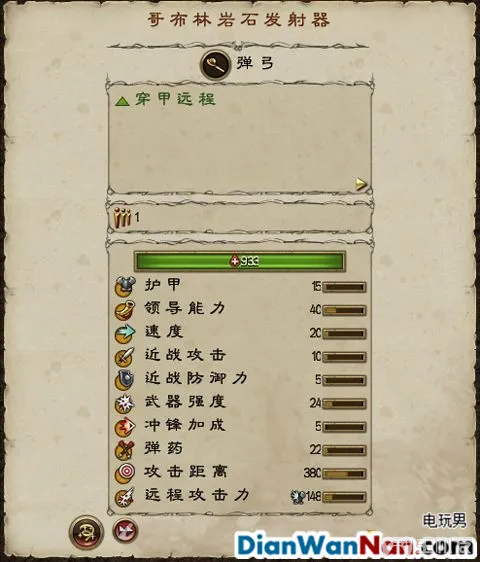 哥布林岩石发射器
弹弓
穿甲远程
1
933
护甲 15
领导能力 40
速度 20
近战攻击 10
近战防御力 5
武器强度 24
冲锋加成 5
弹药 22
攻击距离 380
远程攻击力 148
电玩男
DianWanNan.com